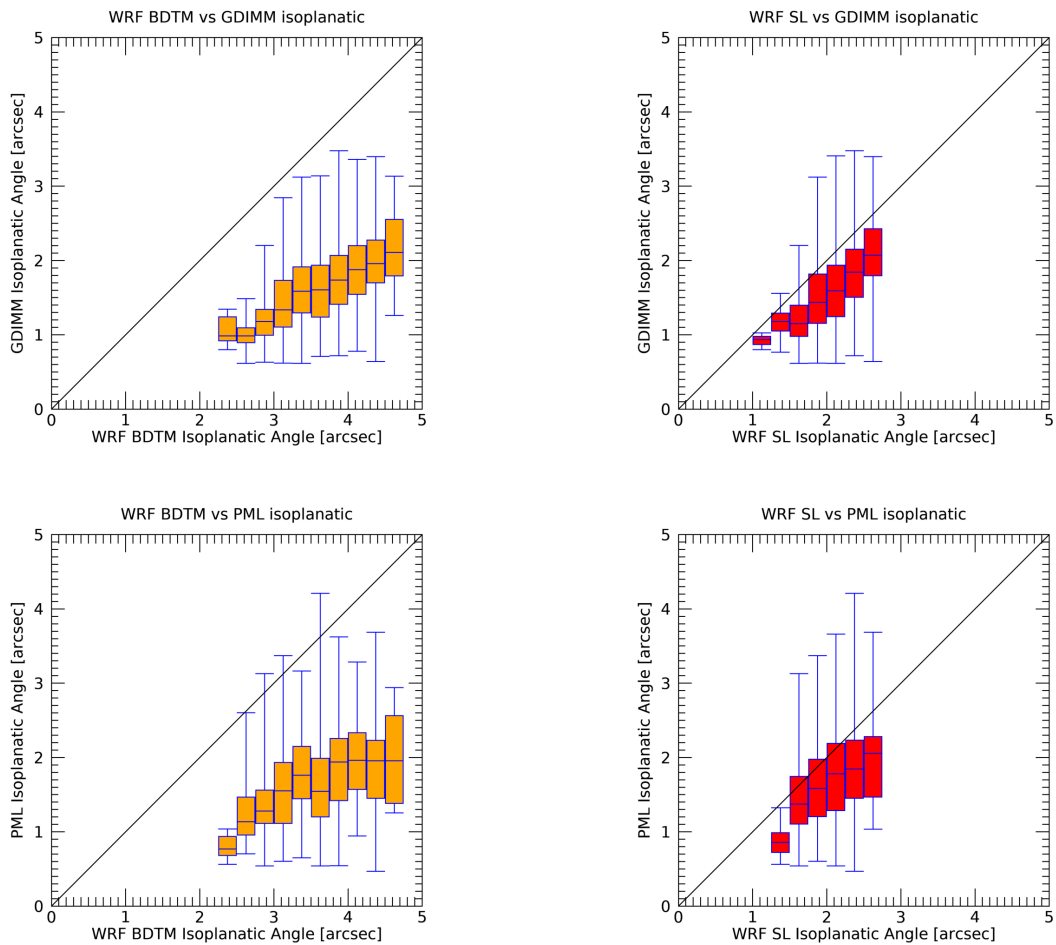 WRF BDTM vs GDIMM isoplanatic
WRF SL vs GDIMM isoplanatic
GDIMM Isoplanatic Angle [arcsec]
5
4
3
2
1
0
0 1 2 3 4 5
WRF BDTM Isoplanatic Angle [arcsec]
GDIMM Isoplanatic Angle [arcsec]
5
4
3
2
1
0
0 1 2 3 4 5
WRF SL Isoplanatic Angle [arcsec]
WRF BDTM vs PML isoplanatic
WRF SL vs PML isoplanatic
PML Isoplanatic Angle [arcsec]
5
4
3
2
1
0
0 1 2 3 4 5
WRF BDTM Isoplanatic Angle [arcsec]
PML Isoplanatic Angle [arcsec]
5
4
3
2
1
0
0 1 2 3 4 5
WRF SL Isoplanatic Angle [arcsec]